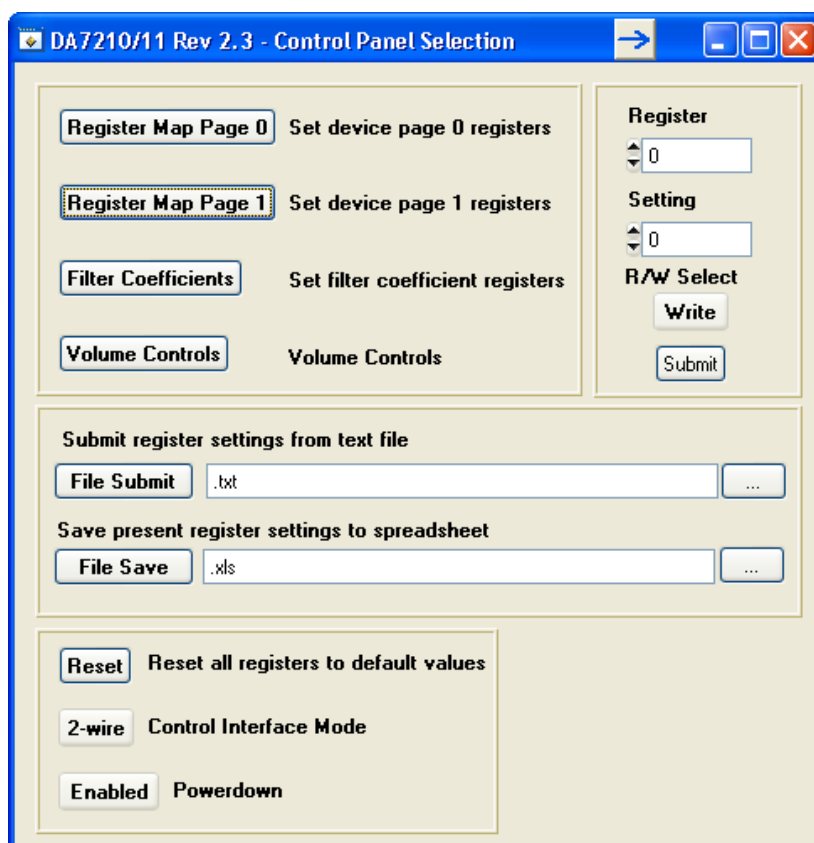 DA7210/11 Rev 2.3 - Control Panel Selection
Register Map Page 0 Set device page 0 registers
Register Map Page 1 Set device page 1 registers
Filter Coefficients Set filter coefficient registers
Volume Controls Volume Controls
Register
0
Setting
0
R/W Select
Write
Submit
Submit register settings from text file
File Submit .txt ...
Save present register settings to spreadsheet
File Save .xls ...
Reset Reset all registers to default values
2-wire Control Interface Mode
Enabled Powerdown